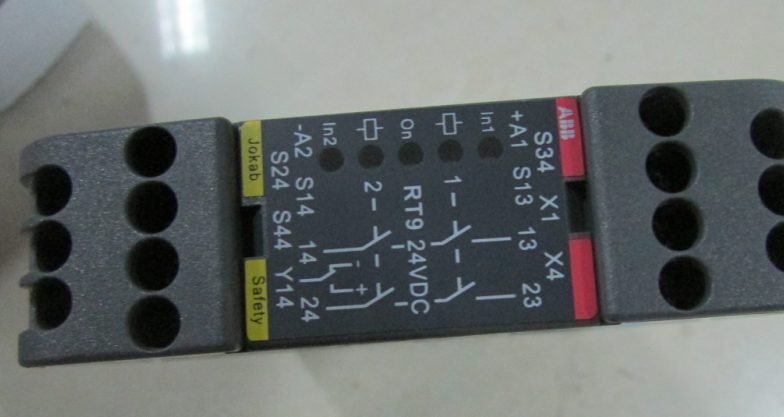 ABB
+A1 S13 13 23
S34 X1 X4
In1
1
On
RT9 24VDC
2
In2
-A2 S14 14 24
S24 S44 Y14
Jokab Safety